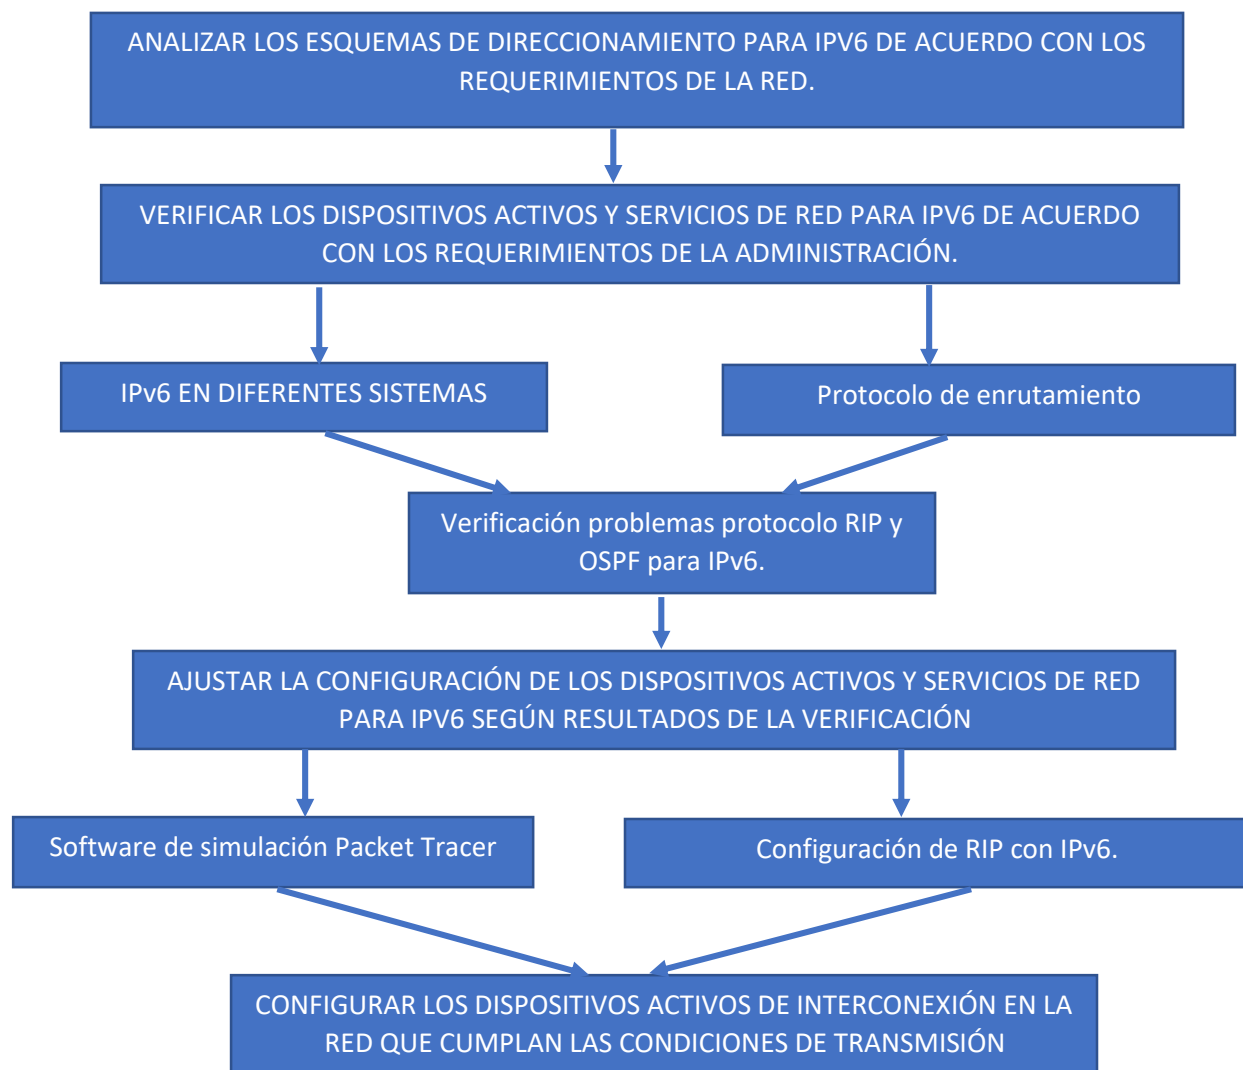 ANALIZAR LOS ESQUEMAS DE DIRECCIONAMIENTO PARA IPV6 DE ACUERDO CON LOS
REQUERIMIENTOS DE LA RED.
VERIFICAR LOS DISPOSITIVOS ACTIVOS Y SERVICIOS DE RED PARA IPV6 DE ACUERDO
CON LOS REQUERIMIENTOS DE LA ADMINISTRACIÓN.
IPv6 EN DIFERENTES SISTEMAS
Protocolo de enrutamiento
Verificación problemas protocolo RIP y
OSPF para IPv6.
AJUSTAR LA CONFIGURACIÓN DE LOS DISPOSITIVOS ACTIVOS Y SERVICIOS DE RED
PARA IPV6 SEGÚN RESULTADOS DE LA VERIFICACIÓN
Software de simulación Packet Tracer
Configuración de RIP con IPv6.
CONFIGURAR LOS DISPOSITIVOS ACTIVOS DE INTERCONEXIÓN EN LA
RED QUE CUMPLAN LAS CONDICIONES DE TRANSMISIÓN